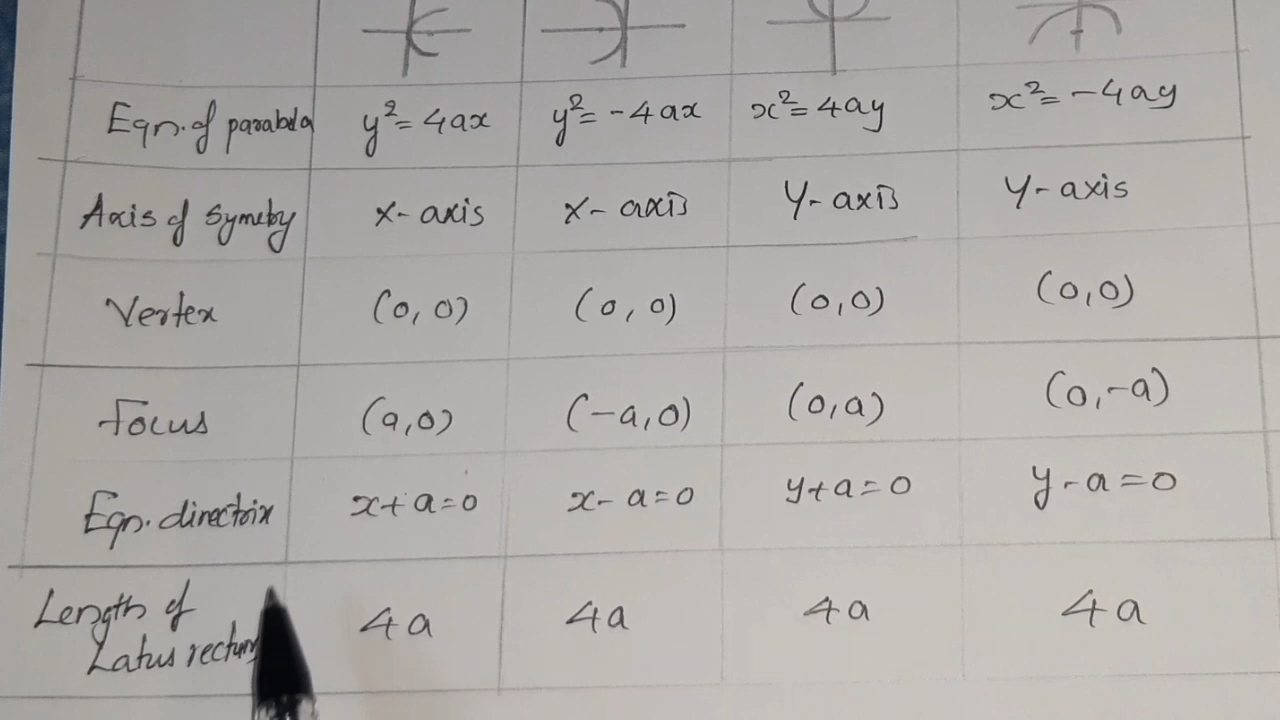 Eqn. of parabola y²=4ax y²=-4ax x²=4ay x²=-4ay
Axis of Symetry x-axis x-axis y-axis y-axis
Vertex (0,0) (0,0) (0,0) (0,0)
Focus (a,0) (-a,0) (0,a) (0,-a)
Eqn. directrix x+a=0 x-a=0 y+a=0 y-a=0
Length of
Latus rectum 4a 4a 4a 4a